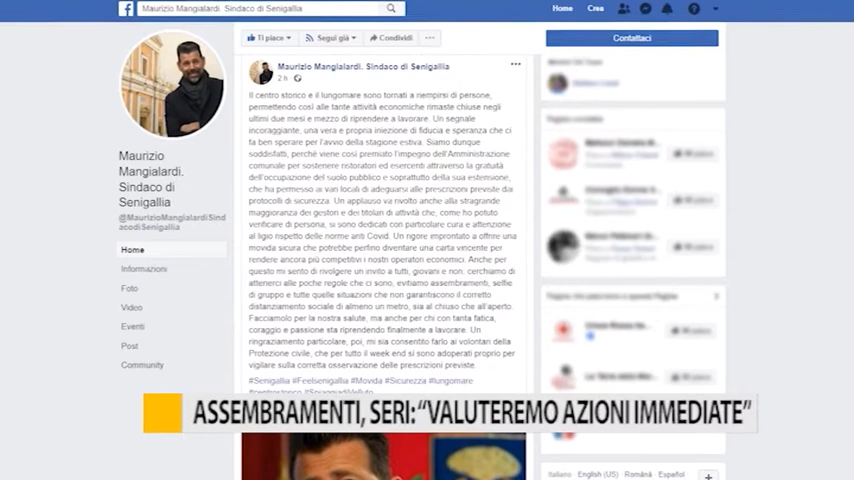 Maurizio Mangialardi. Sindaco di Senigallia
Home Crea
Ti piace Segui già Condividi ...
Contattaci
Maurizio Mangialardi. Sindaco di Senigallia
2 h
Il centro storico e il lungomare sono tornati a riempirsi di persone,
permettendo così alle tante attività economiche rimaste chiuse negli
ultimi due mesi e mezzo di riprendere a lavorare. Un segnale
incoraggiante, una vera e propria iniezione di fiducia e speranza che ci
fa ben sperare per l'avvio della stagione estiva. Siamo dunque
soddisfatti, perché viene così premiato l'impegno dell'Amministrazione
comunale per sostenere ristoratori ed esercenti attraverso la gratuità
dell'occupazione del suolo pubblico e soprattutto della sua estensione,
che ha permesso ai vari locali di adeguarsi alle prescrizioni previste dai
protocolli di sicurezza. Un applauso va rivolto anche alla stragrande
maggioranza dei gestori e dei titolari di attività che, come ho potuto
verificare di persona, si sono dedicati con particolare cura e attenzione
al ligio rispetto delle norme anti Covid. Un rigore improntato a offrire una
movida sicura che potrebbe perfino diventare una carta vincente per
rendere ancora più competitivi i nostri operatori economici. Anche per
questo mi sento di rivolgere un invito a tutti, giovani e non: cerchiamo di
attenerci alle poche regole che ci sono, evitiamo assembramenti, selfie
di gruppo e tutte quelle situazioni che non garantiscono il corretto
distanziamento sociale di almeno un metro, sia al chiuso che all'aperto.
Facciamolo per la nostra salute, ma anche per chi con tanta fatica,
coraggio e passione sta riprendendo finalmente a lavorare. Un
ringraziamento particolare, poi, mi sia consentito farlo ai volontari della
Protezione civile, che per tutto il week end si sono adoperati proprio per
vigilare sulla corretta osservazione delle prescrizioni previste.
#Senigallia #Feelsenigallia #Movida #Sicurezza #lungomare
#centrostorico #SpiaggiadiVelluto
Maurizio
Mangialardi.
Sindaco di
Senigallia
@MaurizioMangialardiSind
acodiSenigallia
Home
Informazioni
Foto
Video
Eventi
Post
Community
ASSEMBRAMENTI, SERI: “VALUTEREMO AZIONI IMMEDIATE”
Italiano English (US) Română Español